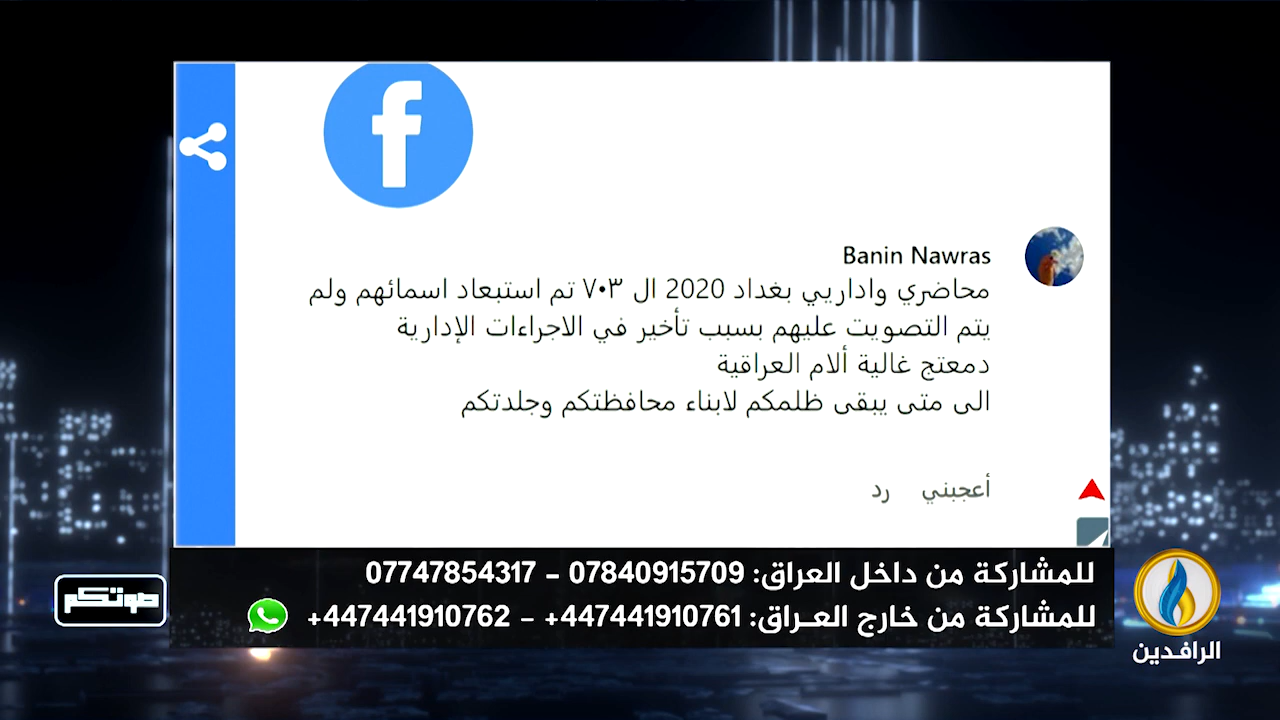 Banin Nawras
محاضري واداريي بغداد 2020 ال ٧٠٣ تم استبعاد اسمائهم ولم
يتم التصويت عليهم بسبب تأخير في الاجراءات الإدارية
دمعتج غالية ألام العراقية
الى متى يبقى ظلمكم لابناء محافظتكم وجلدتكم
أعجبني رد
للمشاركة من داخل العراق: 07840915709 - 07747854317
للمشاركة من خارج العـراق: 447441910761+ - 447441910762+
صوتكم
الرافدين